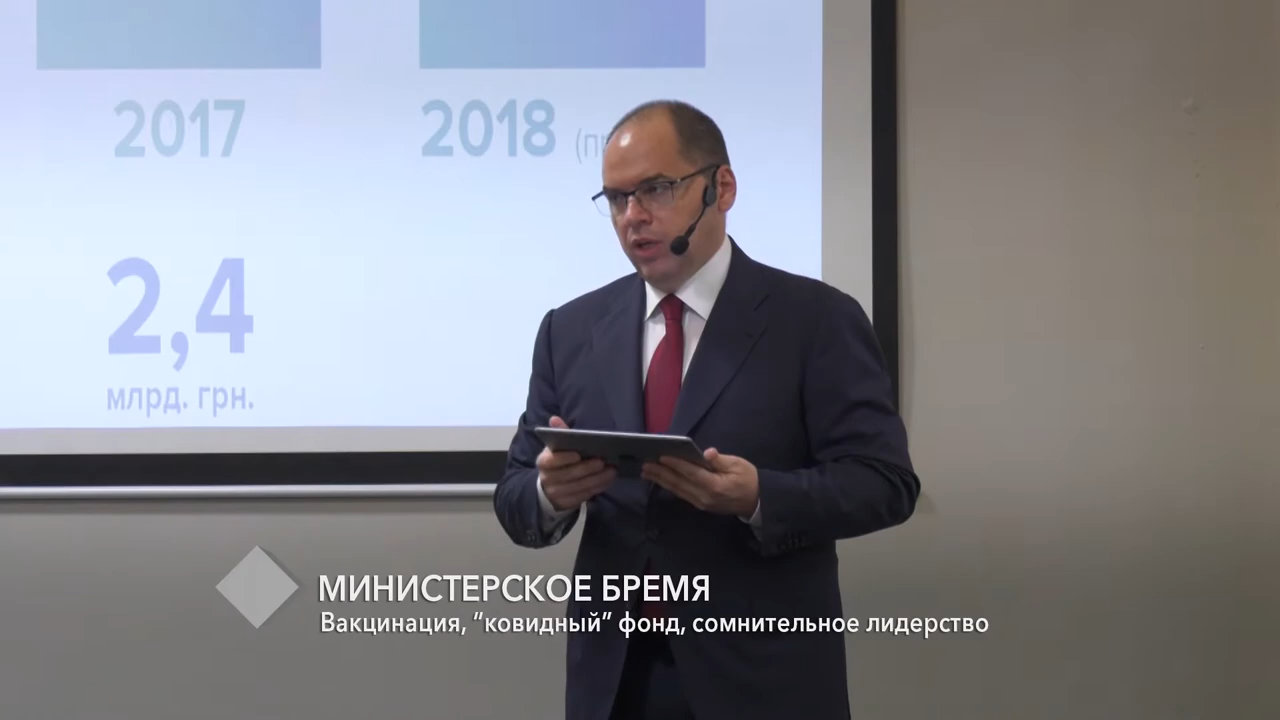 2017
2018
2,4
млрд. грн.
МИНИСТЕРСКОЕ БРЕМЯ
Вакцинация, “ковидный” фонд, сомнительное лидерство